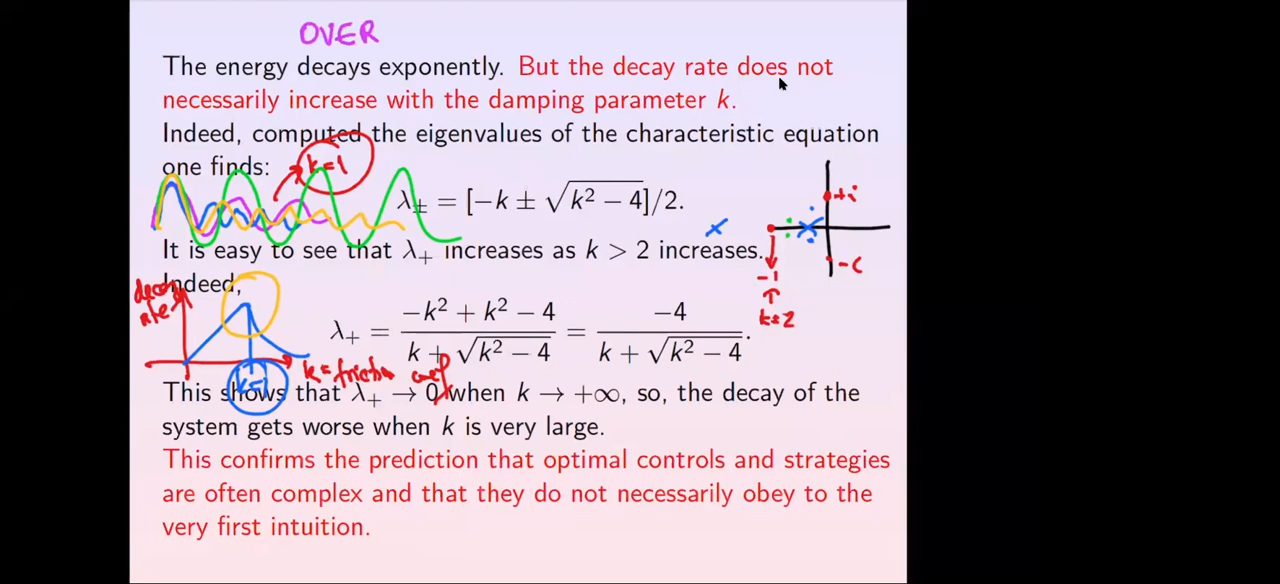 OVER
The energy decays exponently. But the decay rate does not
necessarily increase with the damping parameter k.
Indeed, computed the eigenvalues of the characteristic equation
one finds:
k=1
λ± = [−k ± √k² − 4]/2.
+i
It is easy to see that λ+ increases as k > 2 increases.
-i
-1
k=2
Indeed,
decay
rate
λ+ = −k² + k² − 4 / k + √k² − 4 = −4 / k + √k² − 4.
k = friction coef
k=1
This shows that λ+ → 0 when k → +∞, so, the decay of the
system gets worse when k is very large.
This confirms the prediction that optimal controls and strategies
are often complex and that they do not necessarily obey to the
very first intuition.